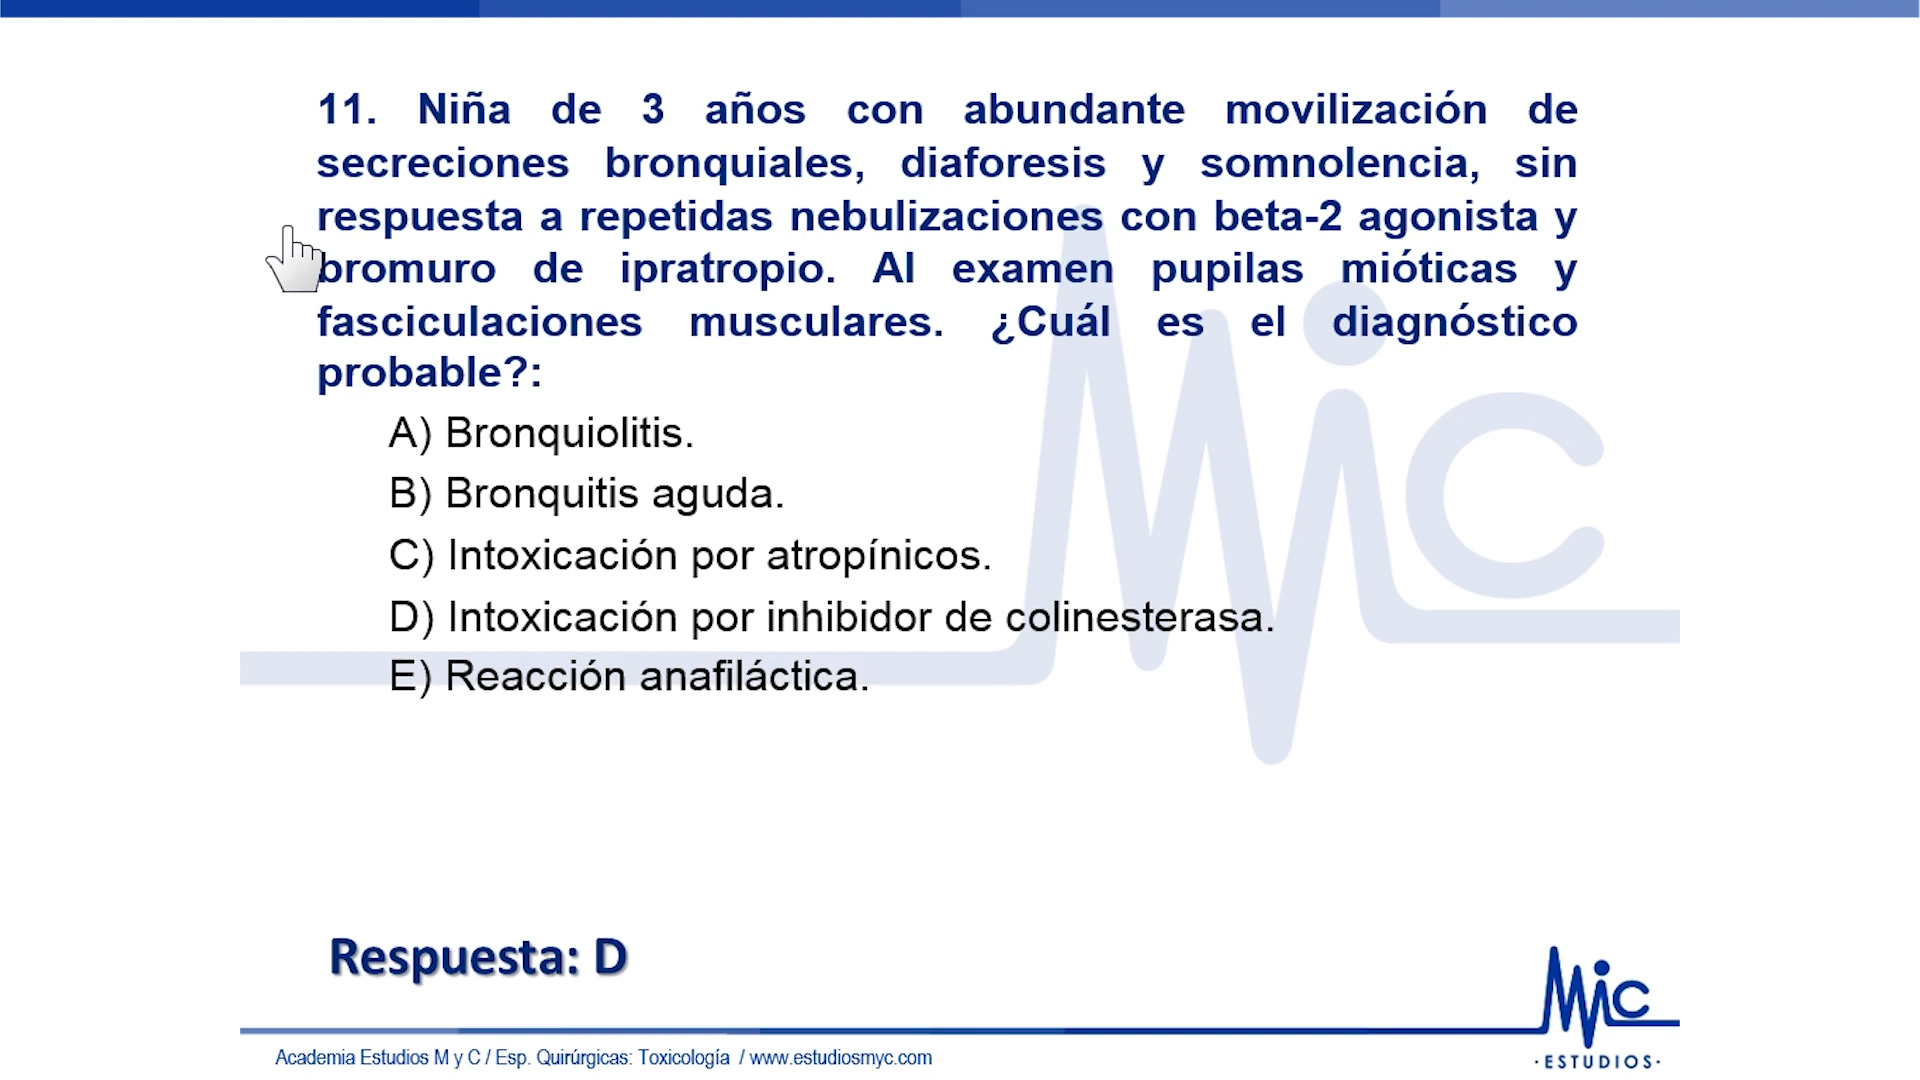 11. Niña de 3 años con abundante movilización de
secreciones bronquiales, diaforesis y somnolencia, sin
respuesta a repetidas nebulizaciones con beta-2 agonista y
bromuro de ipratropio. Al examen pupilas mióticas y
fasciculaciones musculares. ¿Cuál es el diagnóstico
probable?:
A) Bronquiolitis.
B) Bronquitis aguda.
C) Intoxicación por atropínicos.
D) Intoxicación por inhibidor de colinesterasa.
E) Reacción anafiláctica.
MiC
Respuesta: D
MiC
·ESTUDIOS·
Academia Estudios M y C / Esp. Quirúrgicas: Toxicología / www.estudiosmyc.com